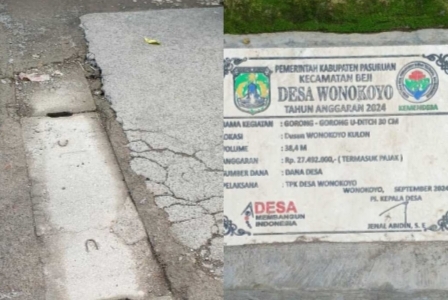 PEMERINTAH KABUPATEN PASURUAN
KECAMATAN BEJI
DESA WONOKOYO
TAHUN ANGGARAN 2024
KEMENDESA
NAMA KEGIATAN : GORONG - GORONG U-DITCH 30 CM
LOKASI : Dusun WONOKOYO KULON
VOLUME : 38,4 M
ANGGARAN : Rp. 27.492.600,- ( TERMASUK PAJAK )
SUMBER DANA : DANA DESA
PELAKSANA : TPK DESA WONOKOYO
WONOKOYO, SEPTEMBER 2024
Pj. KEPALA DESA
DESA
MEMBANGUN
INDONESIA
JENAL ABIDIN, S. E